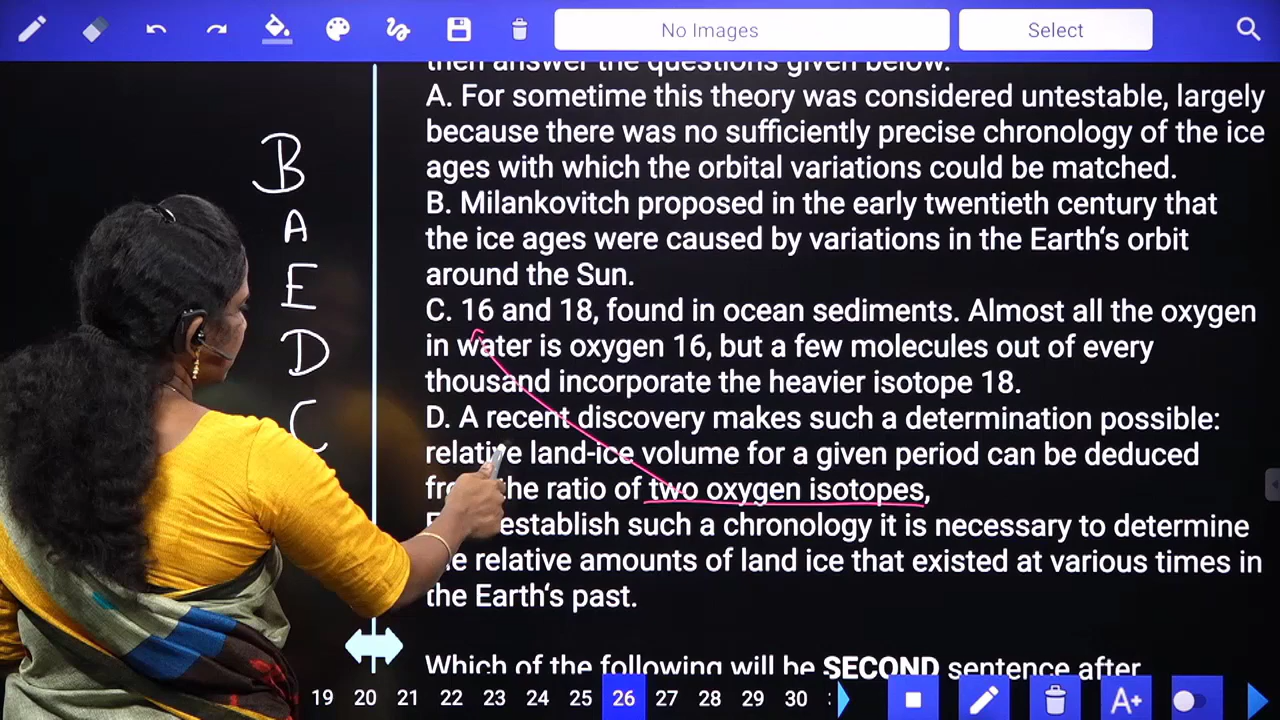 No Images
Select
then answer the questions given below.
A. For sometime this theory was considered untestable, largely
because there was no sufficiently precise chronology of the ice
ages with which the orbital variations could be matched.
B. Milankovitch proposed in the early twentieth century that
the ice ages were caused by variations in the Earth‘s orbit
around the Sun.
C. 16 and 18, found in ocean sediments. Almost all the oxygen
in water is oxygen 16, but a few molecules out of every
thousand incorporate the heavier isotope 18.
D. A recent discovery makes such a determination possible:
relative land-ice volume for a given period can be deduced
the ratio of two oxygen isotopes,
establish such a chronology it is necessary to determine
relative amounts of land ice that existed at various times in
the Earth‘s past.
Which of the following will be SECOND sentence after
B
A
E
D
C
19 20 21 22 23 24 25 26 27 28 29 30
A+